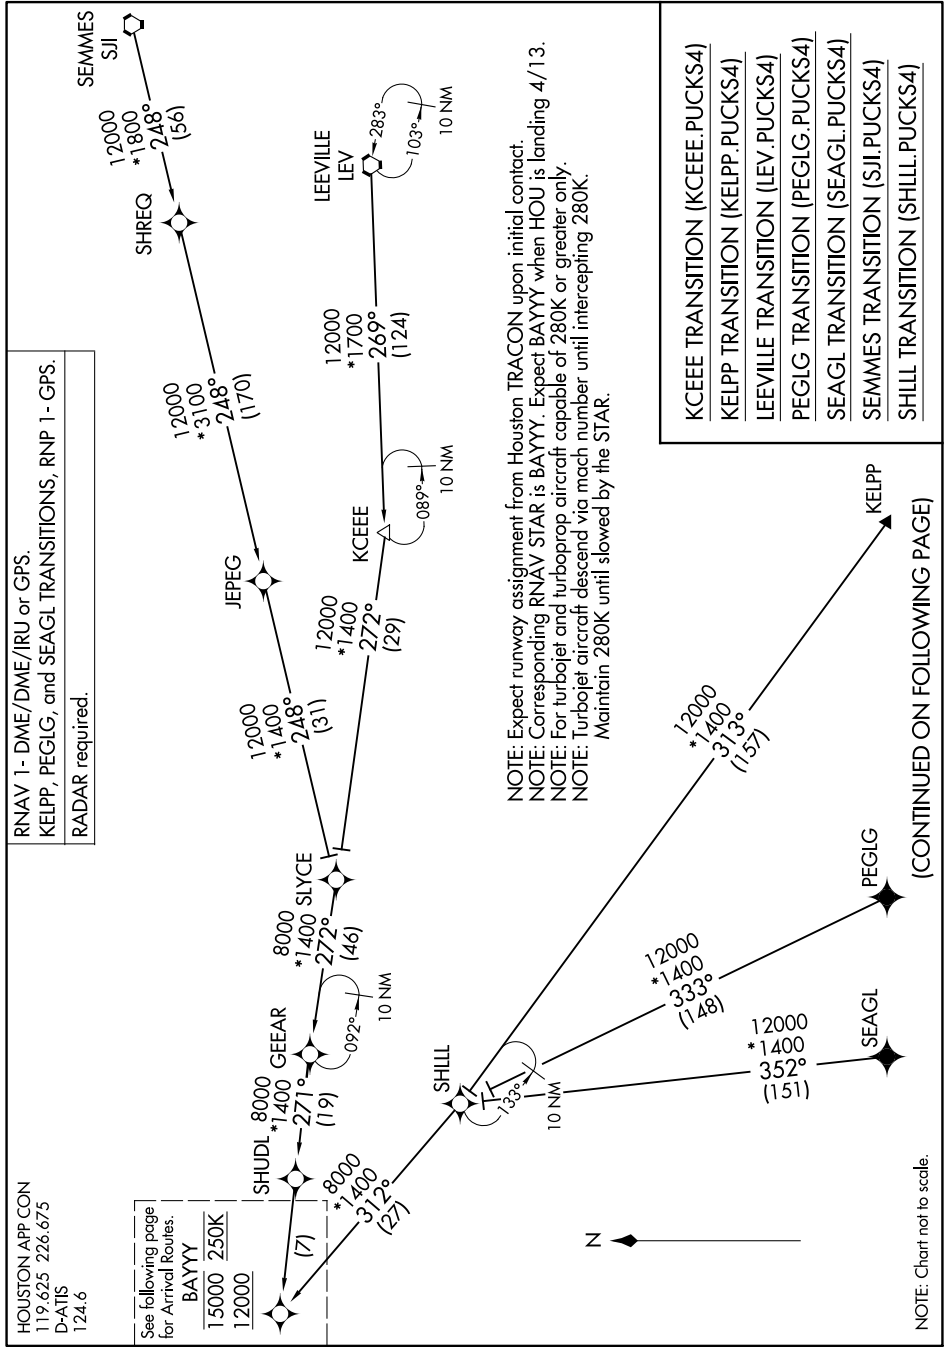 HOUSTON APP CON
119.625 226.675
D-ATIS
124.6
RNAV 1- DME/DME/IRU or GPS.
KELPP, PEGLG, and SEAGL TRANSITIONS, RNP 1- GPS.
RADAR required.
SEMMES
SJI
12000
*1800
248°
(56)
SHREQ
12000
*3100
248°
(170)
JEPEG
12000
*1400
248°
(31)
LEEVILLE
LEV
283°
103°
10 NM
12000
*1700
269°
(124)
KCEEE
089°
10 NM
12000
*1400
272°
(29)
SLYCE
8000
*1400
272°
(46)
GEEAR
092°
10 NM
8000
*1400
271°
(19)
SHUDL
(7)
See following page
for Arrival Routes.
BAYYY
15000 250K
12000
8000
*1400
312°
(27)
SHLLL
133°
10 NM
12000
*1400
313°
(157)
KELPP
12000
*1400
333°
(148)
PEGLG
12000
*1400
352°
(151)
SEAGL
NOTE: Expect runway assignment from Houston TRACON upon initial contact.
NOTE: Corresponding RNAV STAR is BAYYY. Expect BAYYY when HOU is landing 4/13.
NOTE: For turbojet and turboprop aircraft capable of 280K or greater only.
NOTE: Turbojet aircraft descend via mach number until intercepting 280K.
Maintain 280K until slowed by the STAR.
KCEEE TRANSITION (KCEEE.PUCKS4)
KELPP TRANSITION (KELPP.PUCKS4)
LEEVILLE TRANSITION (LEV.PUCKS4)
PEGLG TRANSITION (PEGLG.PUCKS4)
SEAGL TRANSITION (SEAGL.PUCKS4)
SEMMES TRANSITION (SJI.PUCKS4)
SHLLL TRANSITION (SHLLL.PUCKS4)
N
NOTE: Chart not to scale.
(CONTINUED ON FOLLOWING PAGE)